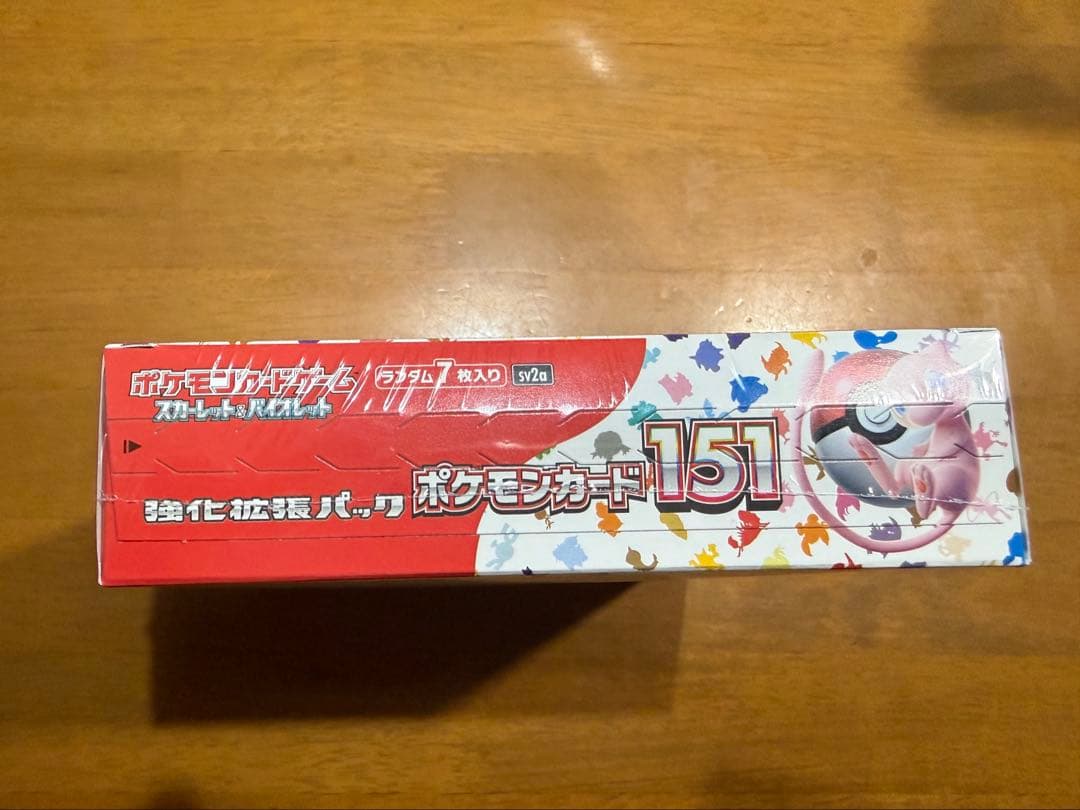 ポケモンカードゲーム
スカーレット&バイオレット
ランダム7枚入り
sv2a
強化拡張パック
ポケモンカード151